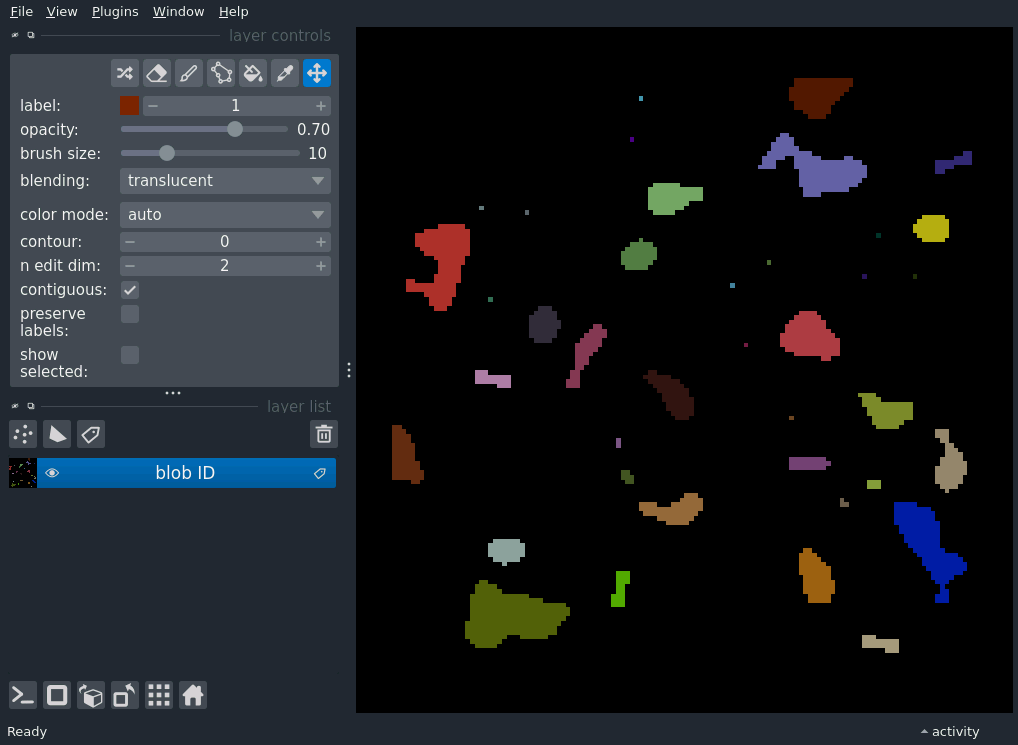 File View Plugins Window Help
layer controls
label: 1
opacity: 0.70
brush size: 10
blending: translucent
color mode: auto
contour: 0
n edit dim: 2
contiguous:
preserve
labels:
show
selected:
layer list
blob ID
Ready
activity